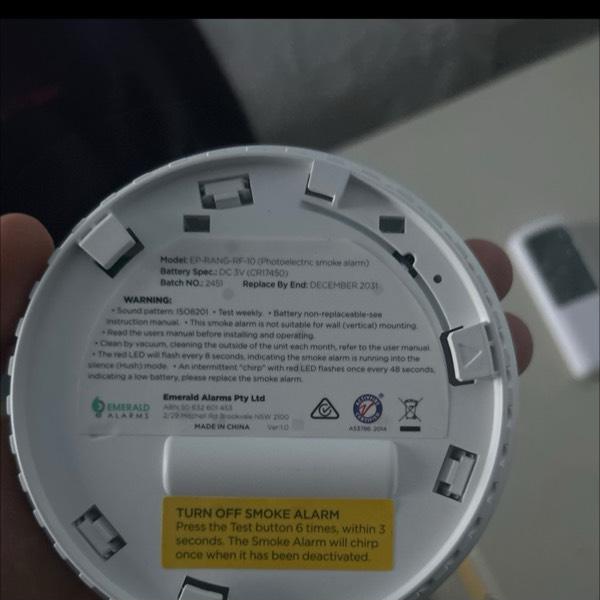 Model: EP-RANG-RF-10 (Photoelectric smoke alarm)
Battery Spec.: DC 3V (CR17450)
Batch NO.: 2451 Replace By End: DECEMBER 2031
WARNING:
• Sound pattern: ISO8201 • Test weekly. • Battery non-replaceable-see
instruction manual. • This smoke alarm is not suitable for wall (vertical) mounting.
• Read the users manual before installing and operating.
• Clean by vacuum, cleaning the outside of the unit each month, refer to the user manual.
• The red LED will flash every 8 seconds, indicating the smoke alarm is running into the
silence (Hush) mode. • An intermittent "chirp" with red LED flashes once every 48 seconds,
indicating a low battery, please replace the smoke alarm.
EMERALD
ALARMS
Emerald Alarms Pty Ltd
ABN: 50 632 601 453
2/29 Mitchell Rd Brookvale NSW 2100
MADE IN CHINA Ver:1.0
AS3786 2014
TURN OFF SMOKE ALARM
Press the Test button 6 times, within 3
seconds. The Smoke Alarm will chirp
once when it has been deactivated.